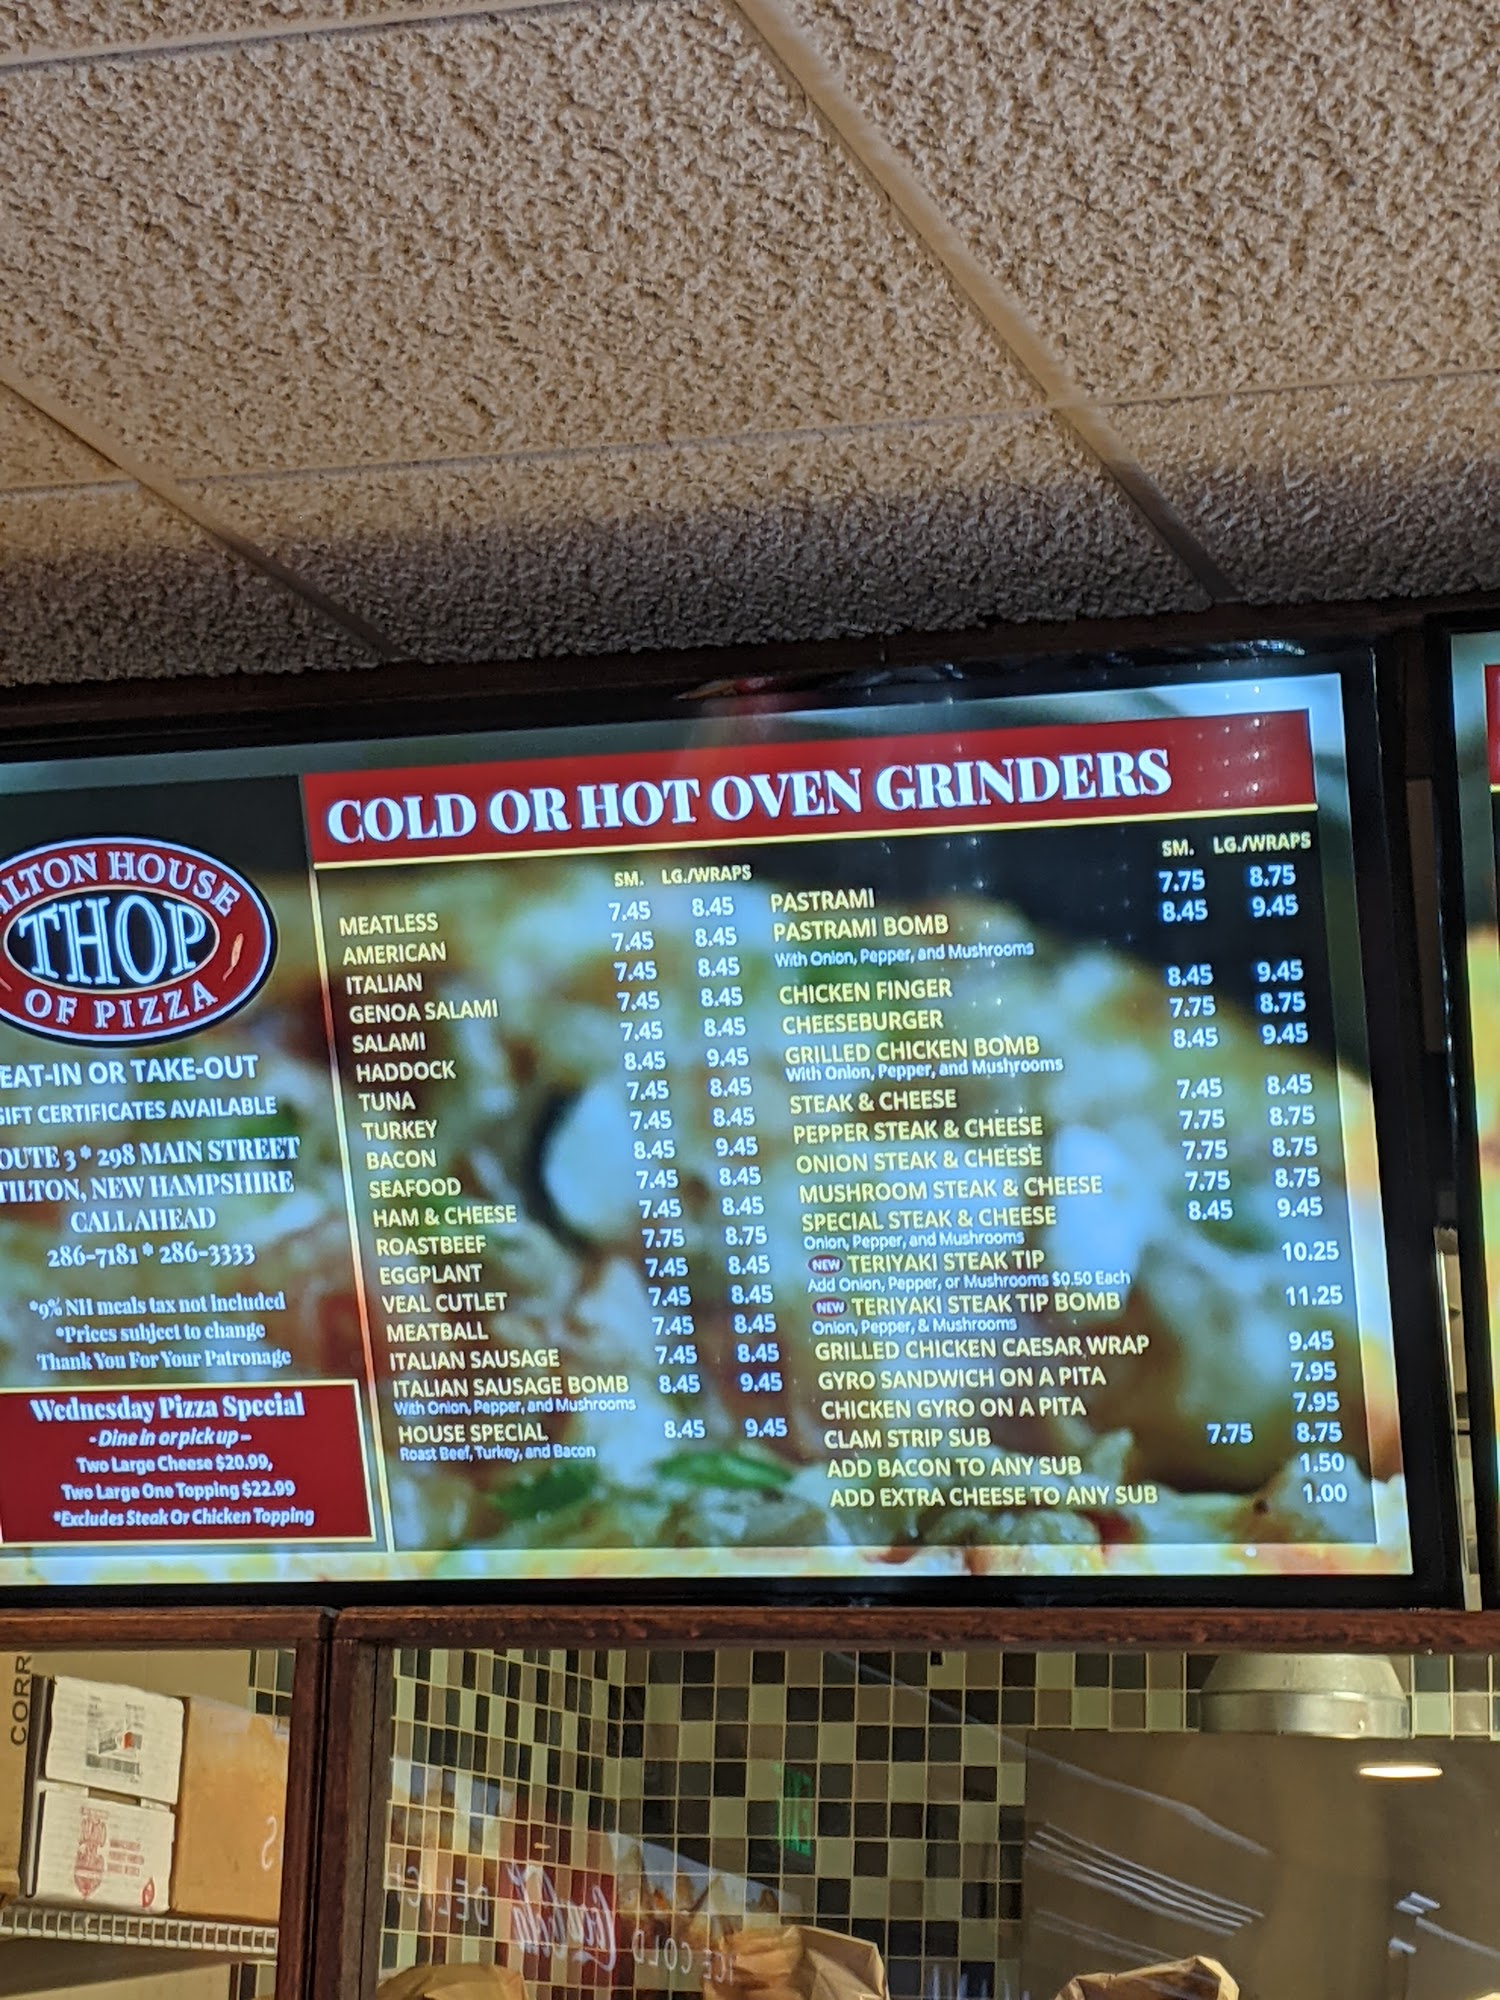 ILTON HOUSE
THOP
OF PIZZA
EAT-IN OR TAKE-OUT
GIFT CERTIFICATES AVAILABLE
OUTE 3 * 298 MAIN STREET
TILTON, NEW HAMPSHIRE
CALL AHEAD
286-7181 * 286-3333
*9% NH meals tax not included
*Prices subject to change
Thank You For Your Patronage
Wednesday Pizza Special
- Dine in or pick up -
Two Large Cheese $20.99,
Two Large One Topping $22.99
*Excludes Steak Or Chicken Topping
COLD OR HOT OVEN GRINDERS
SM. LG./WRAPS
MEATLESS 7.45 8.45
AMERICAN 7.45 8.45
ITALIAN 7.45 8.45
GENOA SALAMI 7.45 8.45
SALAMI 7.45 8.45
HADDOCK 8.45 9.45
TUNA 7.45 8.45
TURKEY 7.45 8.45
BACON 8.45 9.45
SEAFOOD 7.45 8.45
HAM & CHEESE 7.45 8.45
ROASTBEEF 7.75 8.75
EGGPLANT 7.45 8.45
VEAL CUTLET 7.45 8.45
MEATBALL 7.45 8.45
ITALIAN SAUSAGE 7.45 8.45
ITALIAN SAUSAGE BOMB 8.45 9.45
With Onion, Pepper, and Mushrooms
HOUSE SPECIAL 8.45 9.45
Roast Beef, Turkey, and Bacon
SM. LG./WRAPS
PASTRAMI 7.75 8.75
PASTRAMI BOMB 8.45 9.45
With Onion, Pepper, and Mushrooms
CHICKEN FINGER 8.45 9.45
CHEESEBURGER 7.75 8.75
GRILLED CHICKEN BOMB 8.45 9.45
With Onion, Pepper, and Mushrooms
STEAK & CHEESE 7.45 8.45
PEPPER STEAK & CHEESE 7.75 8.75
ONION STEAK & CHEESE 7.75 8.75
MUSHROOM STEAK & CHEESE 7.75 8.75
SPECIAL STEAK & CHEESE 8.45 9.45
Onion, Pepper, and Mushrooms
NEW TERIYAKI STEAK TIP 10.25
Add Onion, Pepper, or Mushrooms $0.50 Each
NEW TERIYAKI STEAK TIP BOMB 11.25
Onion, Pepper, & Mushrooms
GRILLED CHICKEN CAESAR WRAP 9.45
GYRO SANDWICH ON A PITA 7.95
CHICKEN GYRO ON A PITA 7.95
CLAM STRIP SUB 7.75 8.75
ADD BACON TO ANY SUB 1.50
ADD EXTRA CHEESE TO ANY SUB 1.00
CORR
ICE COLD